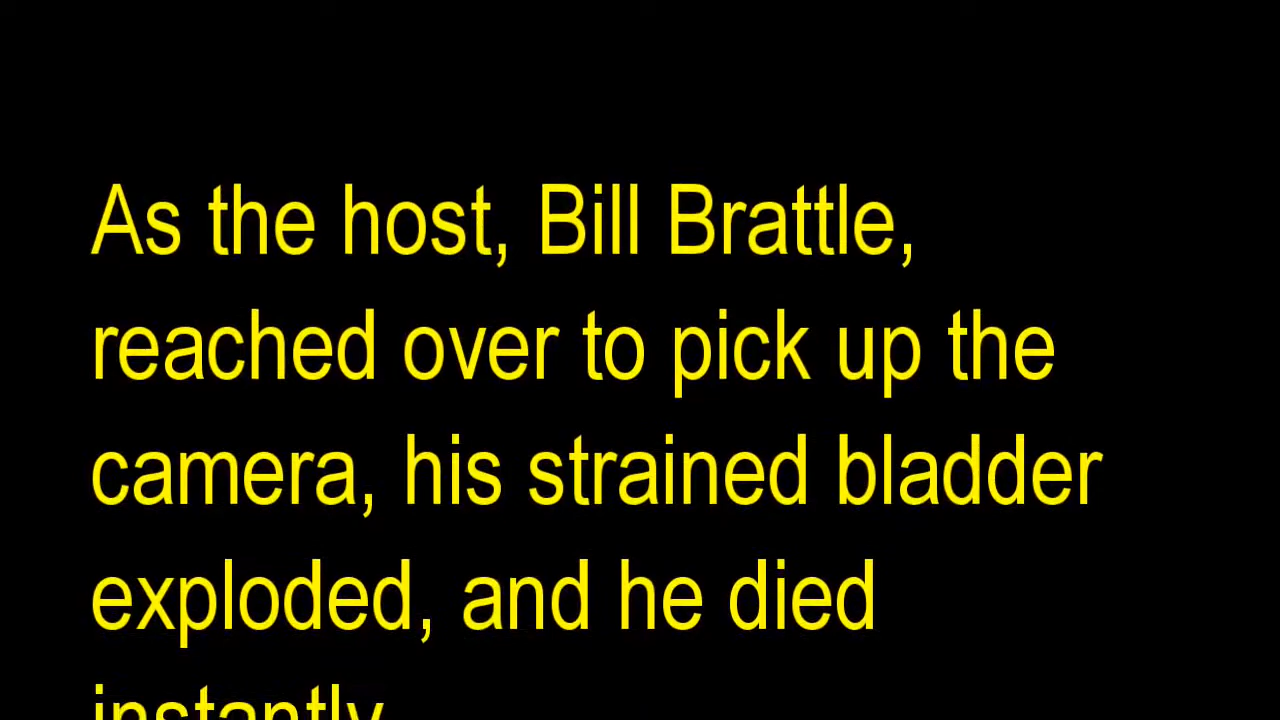 As the host, Bill Brattle,
reached over to pick up the
camera, his strained bladder
exploded, and he died
instantly